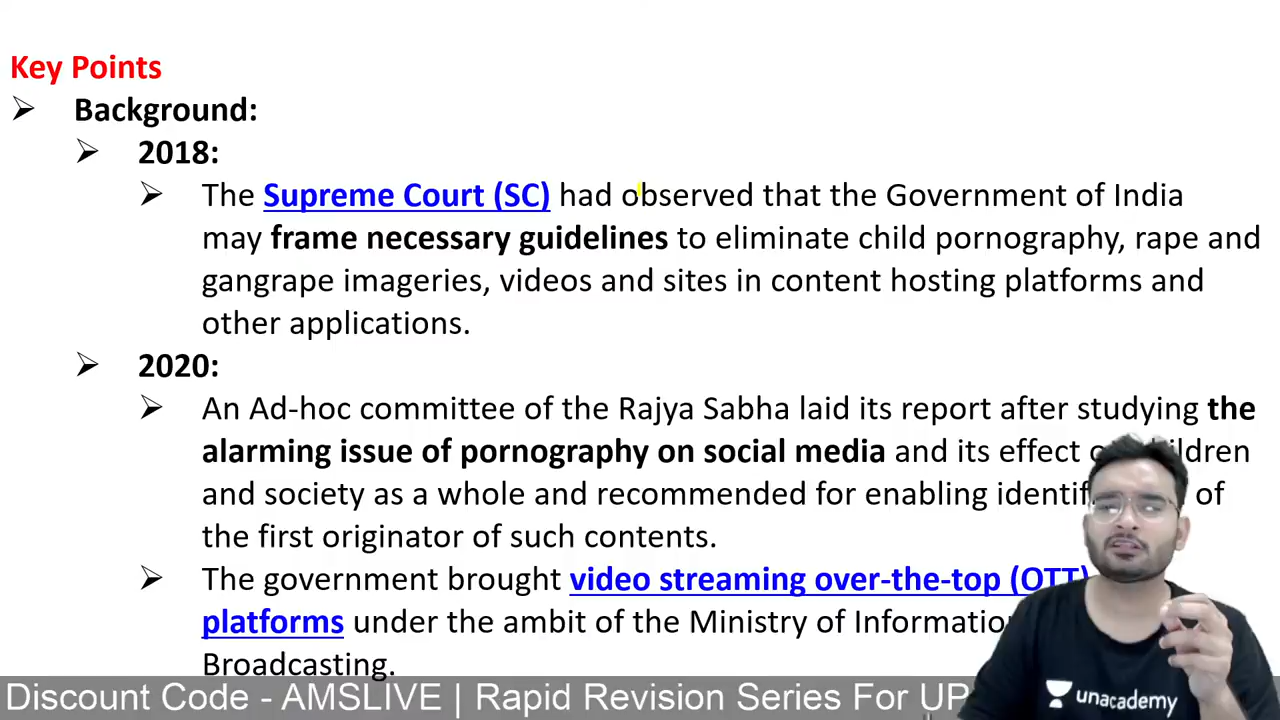 Key Points
➢ Background:
➢ 2018:
➢ The Supreme Court (SC) had observed that the Government of India
may frame necessary guidelines to eliminate child pornography, rape and
gangrape imageries, videos and sites in content hosting platforms and
other applications.
➢ 2020:
➢ An Ad-hoc committee of the Rajya Sabha laid its report after studying the
alarming issue of pornography on social media and its effect ildren
and society as a whole and recommended for enabling identif of
the first originator of such contents.
➢ The government brought video streaming over-the-top (OTT)
platforms under the ambit of the Ministry of Informatio
Broadcasting.
Discount Code - AMSLIVE | Rapid Revision Series For UP
unacademy